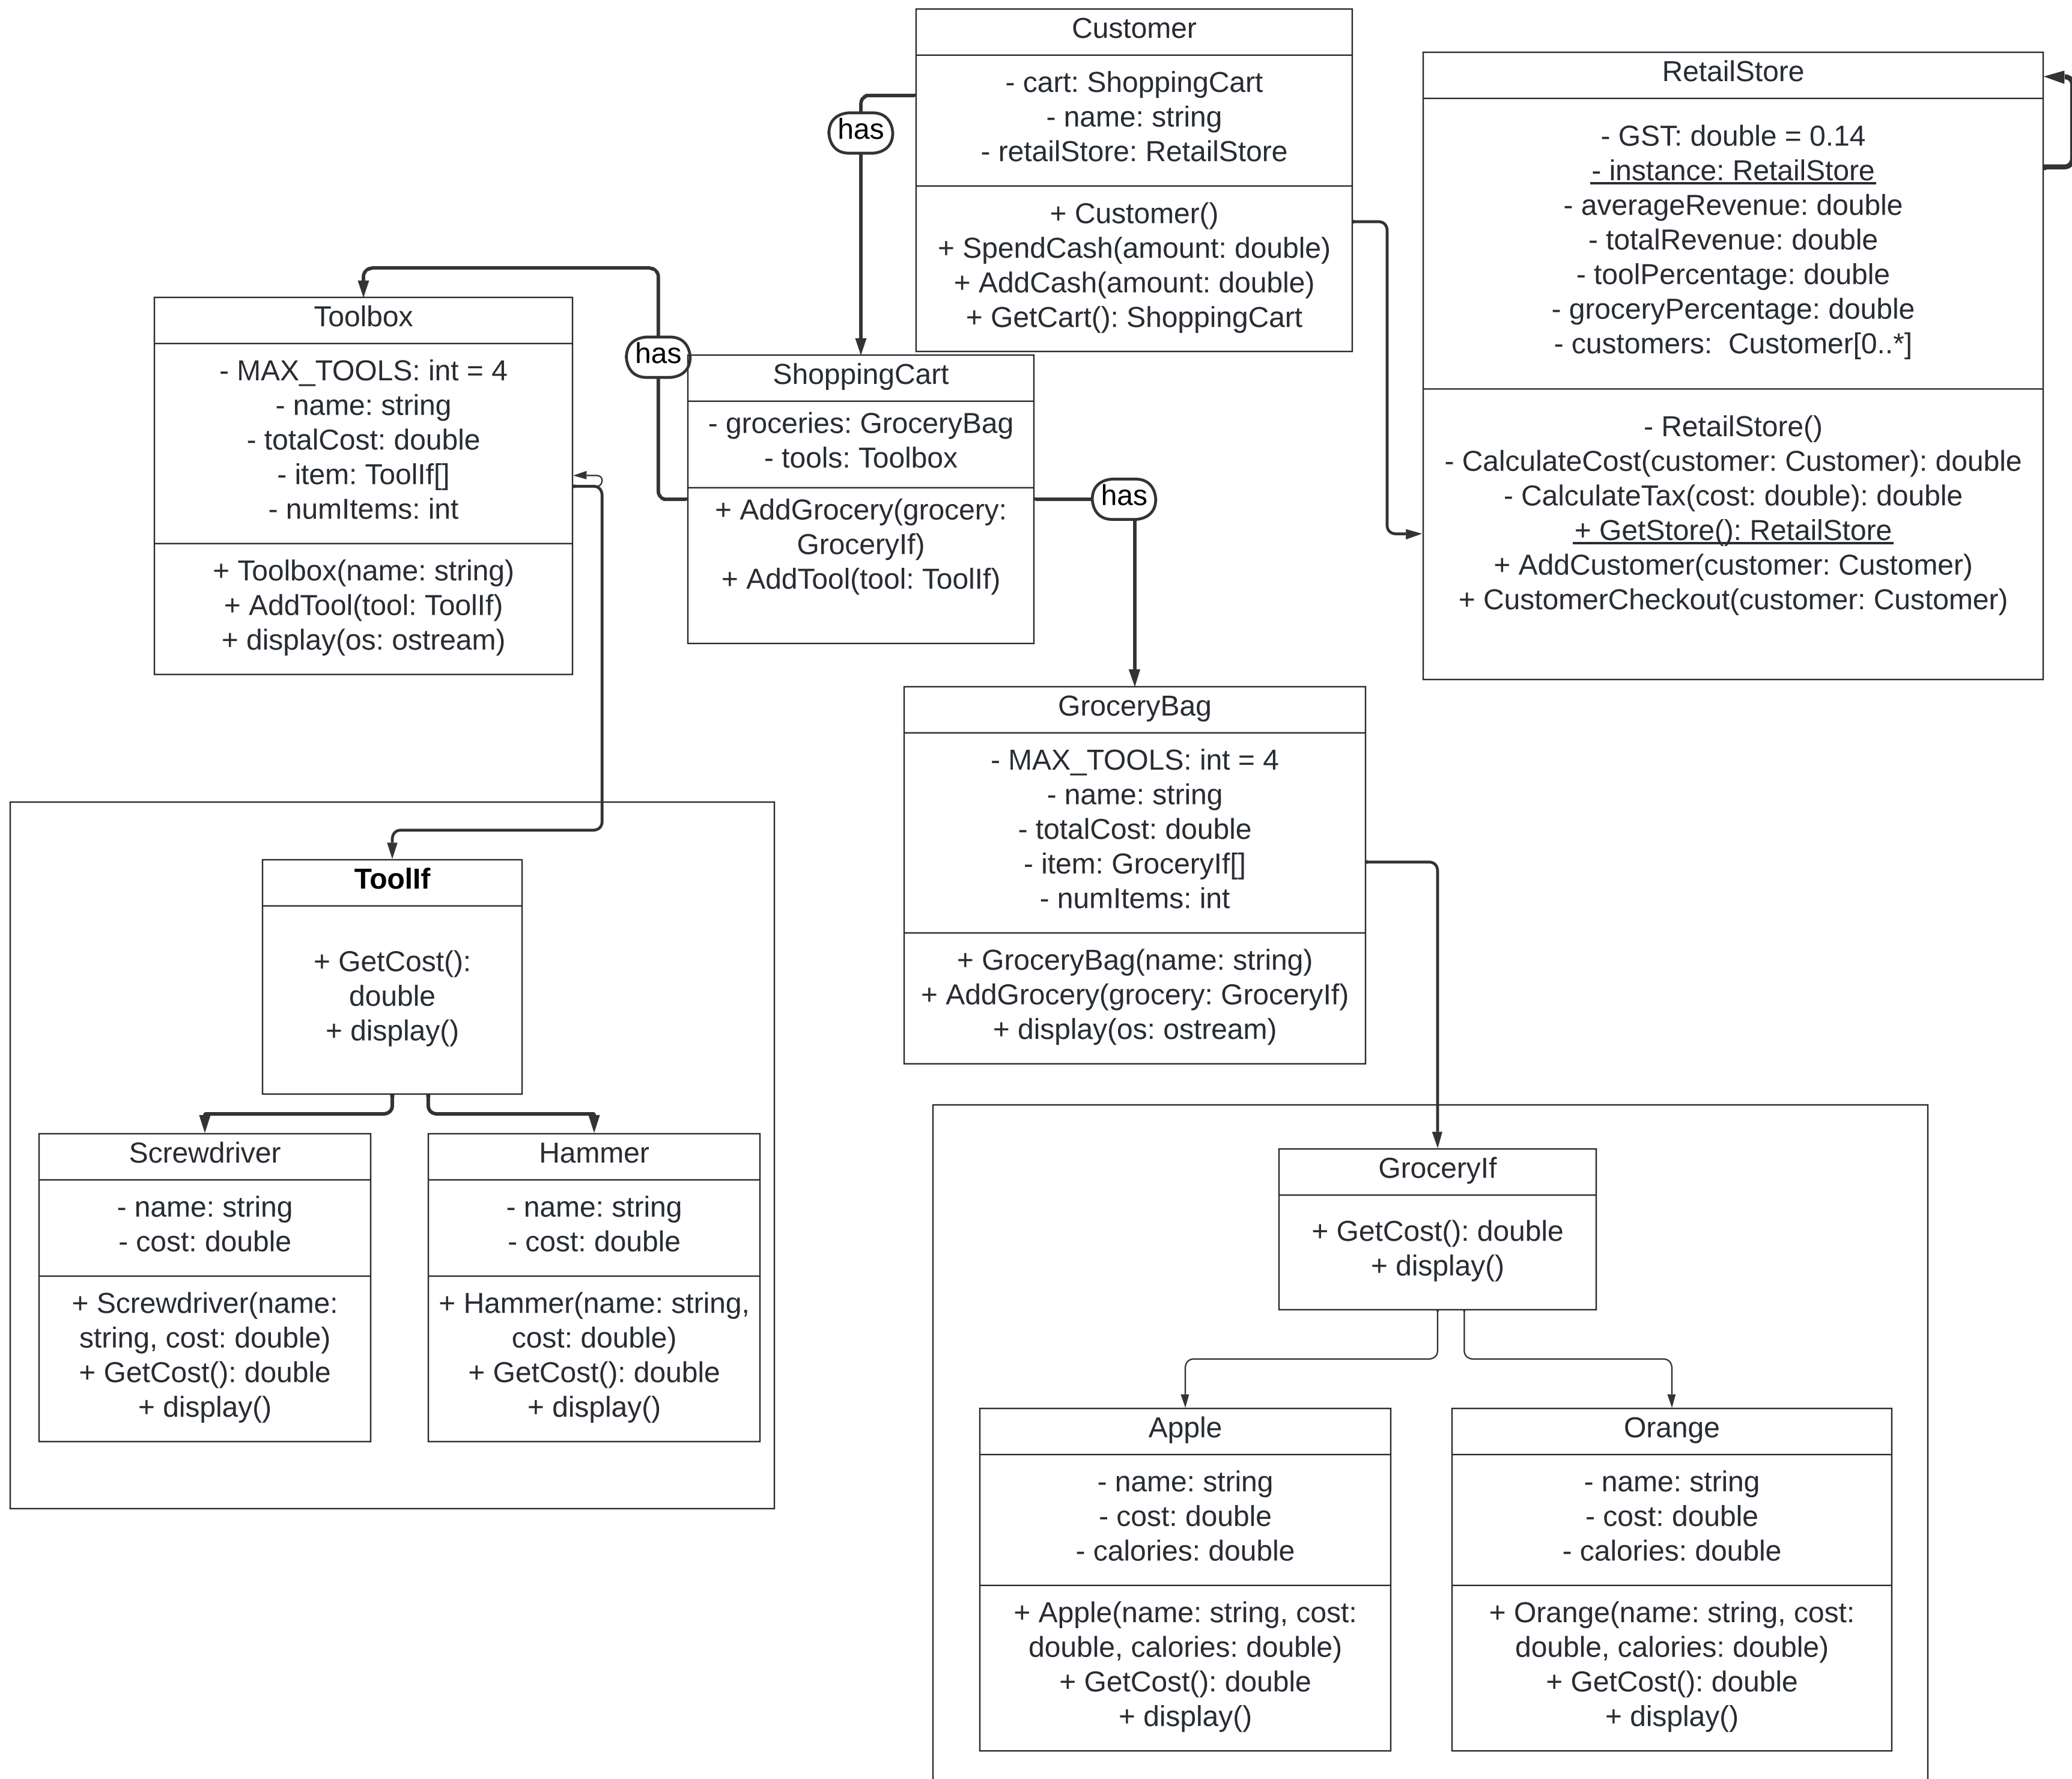 Customer
- cart: ShoppingCart
- name: string
- retailStore: RetailStore
+ Customer()
+ SpendCash(amount: double)
+ AddCash(amount: double)
+ GetCart(): ShoppingCart
RetailStore
- GST: double = 0.14
- instance: RetailStore
- averageRevenue: double
- totalRevenue: double
- toolPercentage: double
- groceryPercentage: double
- customers:  Customer[0..*]
- RetailStore()
- CalculateCost(customer: Customer): double
- CalculateTax(cost: double): double
+ GetStore(): RetailStore
+ AddCustomer(customer: Customer)
+ CustomerCheckout(customer: Customer)
has
has
has
Toolbox
- MAX_TOOLS: int = 4
- name: string
- totalCost: double
- item: ToolIf[]
- numItems: int
+ Toolbox(name: string)
+ AddTool(tool: ToolIf)
+ display(os: ostream)
ShoppingCart
- groceries: GroceryBag
- tools: Toolbox
+ AddGrocery(grocery:
GroceryIf)
+ AddTool(tool: ToolIf)
GroceryBag
- MAX_TOOLS: int = 4
- name: string
- totalCost: double
- item: GroceryIf[]
- numItems: int
+ GroceryBag(name: string)
+ AddGrocery(grocery: GroceryIf)
+ display(os: ostream)
ToolIf
+ GetCost():
double
+ display()
Screwdriver
- name: string
- cost: double
+ Screwdriver(name:
string, cost: double)
+ GetCost(): double
+ display()
Hammer
- name: string
- cost: double
+ Hammer(name: string,
cost: double)
+ GetCost(): double
+ display()
GroceryIf
+ GetCost(): double
+ display()
Apple
- name: string
- cost: double
- calories: double
+ Apple(name: string, cost:
double, calories: double)
+ GetCost(): double
+ display()
Orange
- name: string
- cost: double
- calories: double
+ Orange(name: string, cost:
double, calories: double)
+ GetCost(): double
+ display()